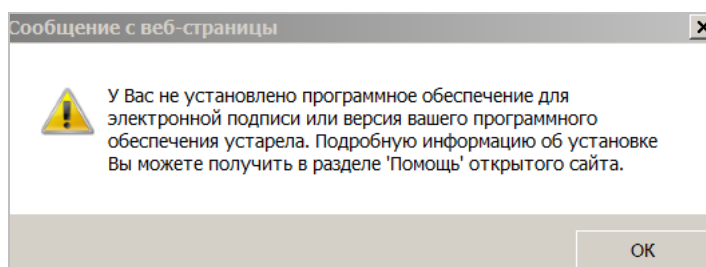 Сообщение с веб-страницы
У Вас не установлено программное обеспечение для
электронной подписи или версия вашего программного
обеспечения устарела. Подробную информацию об установке
Вы можете получить в разделе 'Помощь' открытого сайта.
ОК